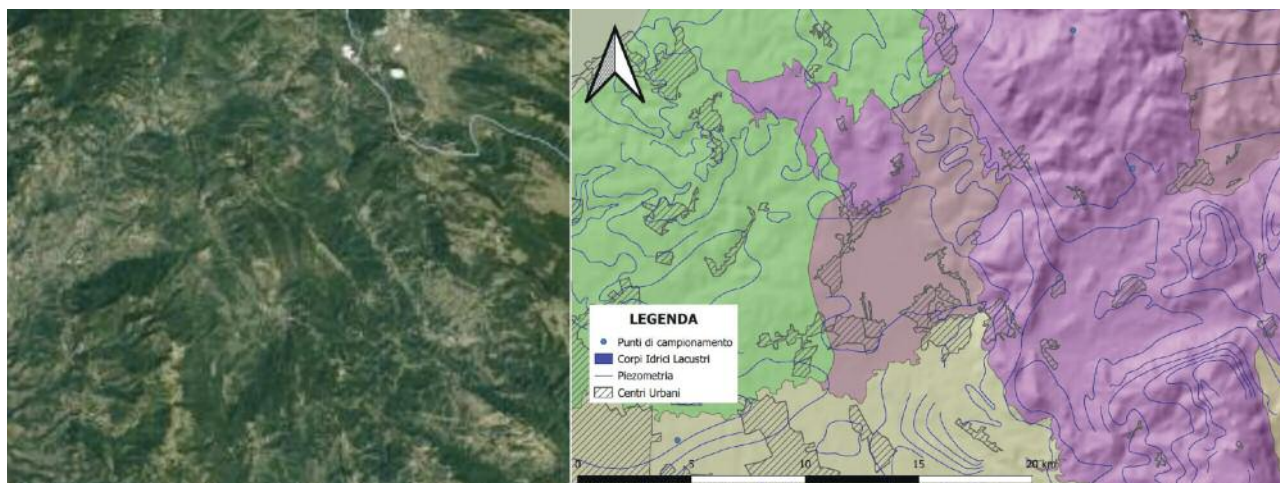 LEGENDA
Punti di campionamento
Corpi Idrici Lacustri
Piezometria
Centri Urbani
0 5 10 15 20 km